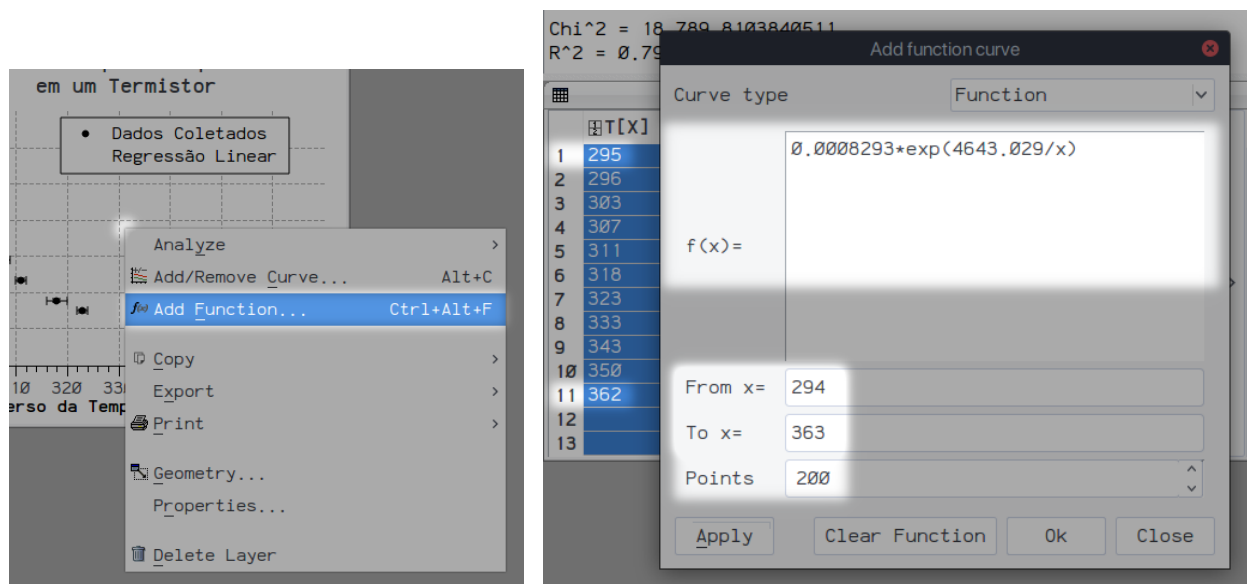 em um Termistor
Dados Coletados
Regressão Linear
Analyze
Add/Remove Curve... Alt+C
Add Function... Ctrl+Alt+F
Copy
Export
Print
Geometry...
Properties...
Delete Layer
10 320 33
erso da Temp
Chi^2 = 18.789.8103840511
R^2 = 0.79
Add function curve
Curve type Function
T[X]
1 295
2 296
3 303
4 307
5 311
6 318
7 323
8 333
9 343
10 350
11 362
12
13
f(x)=
0.0008293*exp(4643.029/x)
From x= 294
To x= 363
Points 200
Apply Clear Function Ok Close